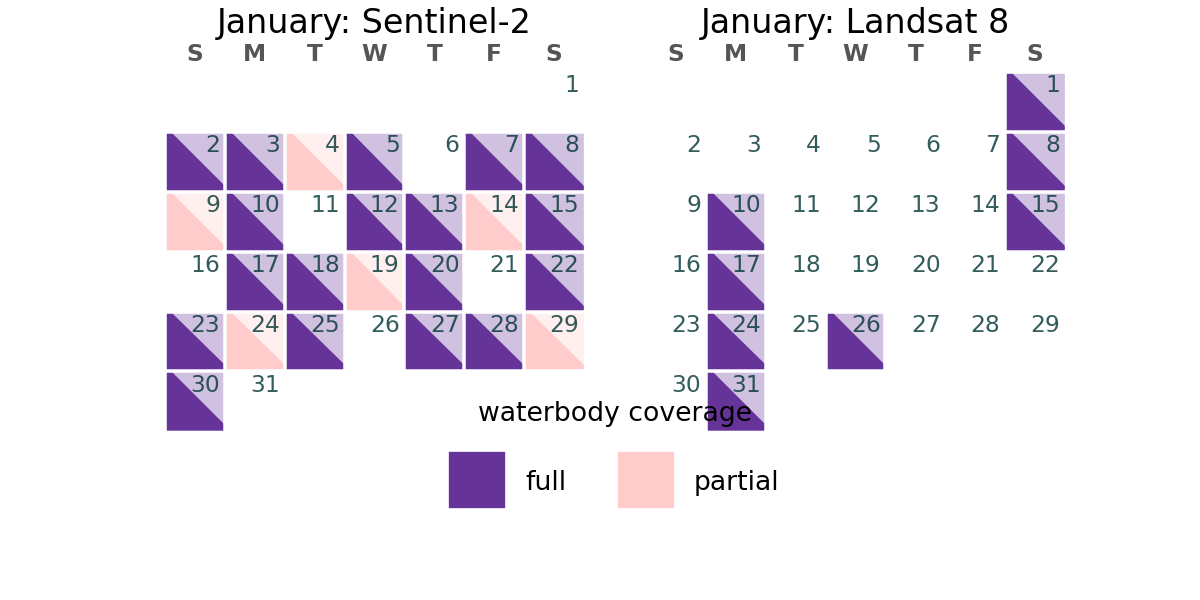 January: Sentinel-2
S M T W T F S
1
2 3 4 5 6 7 8
9 10 11 12 13 14 15
16 17 18 19 20 21 22
23 24 25 26 27 28 29
30 31
January: Landsat 8
S M T W T F S
1
2 3 4 5 6 7 8
9 10 11 12 13 14 15
16 17 18 19 20 21 22
23 24 25 26 27 28 29
30 31
waterbody coverage
full partial